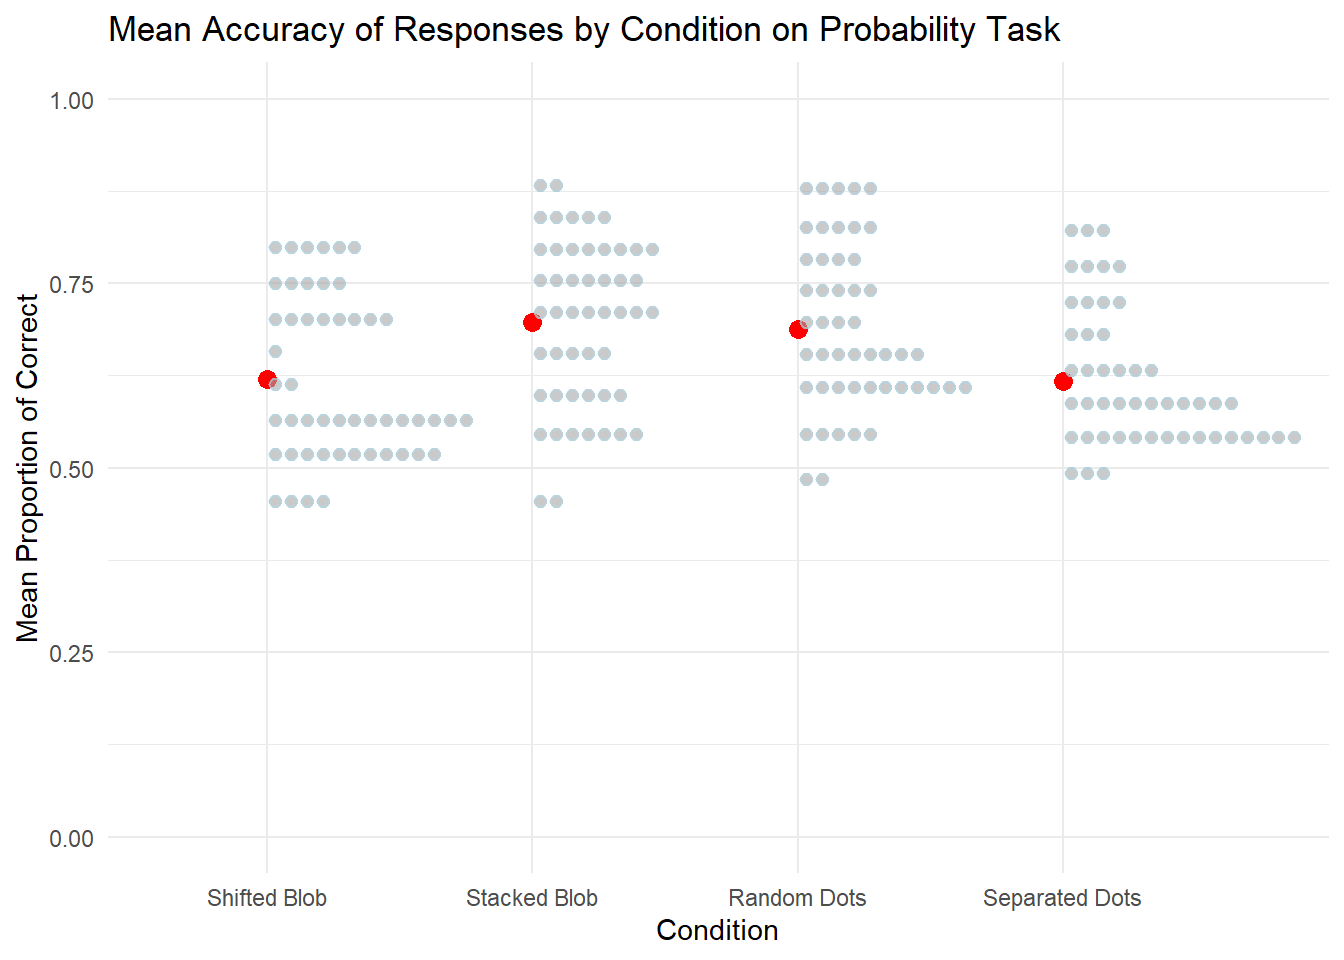 Mean Accuracy of Responses by Condition on Probability Task
Mean Proportion of Correct
1.00
0.75
0.50
0.25
0.00
Shifted Blob
Stacked Blob
Random Dots
Separated Dots
Condition